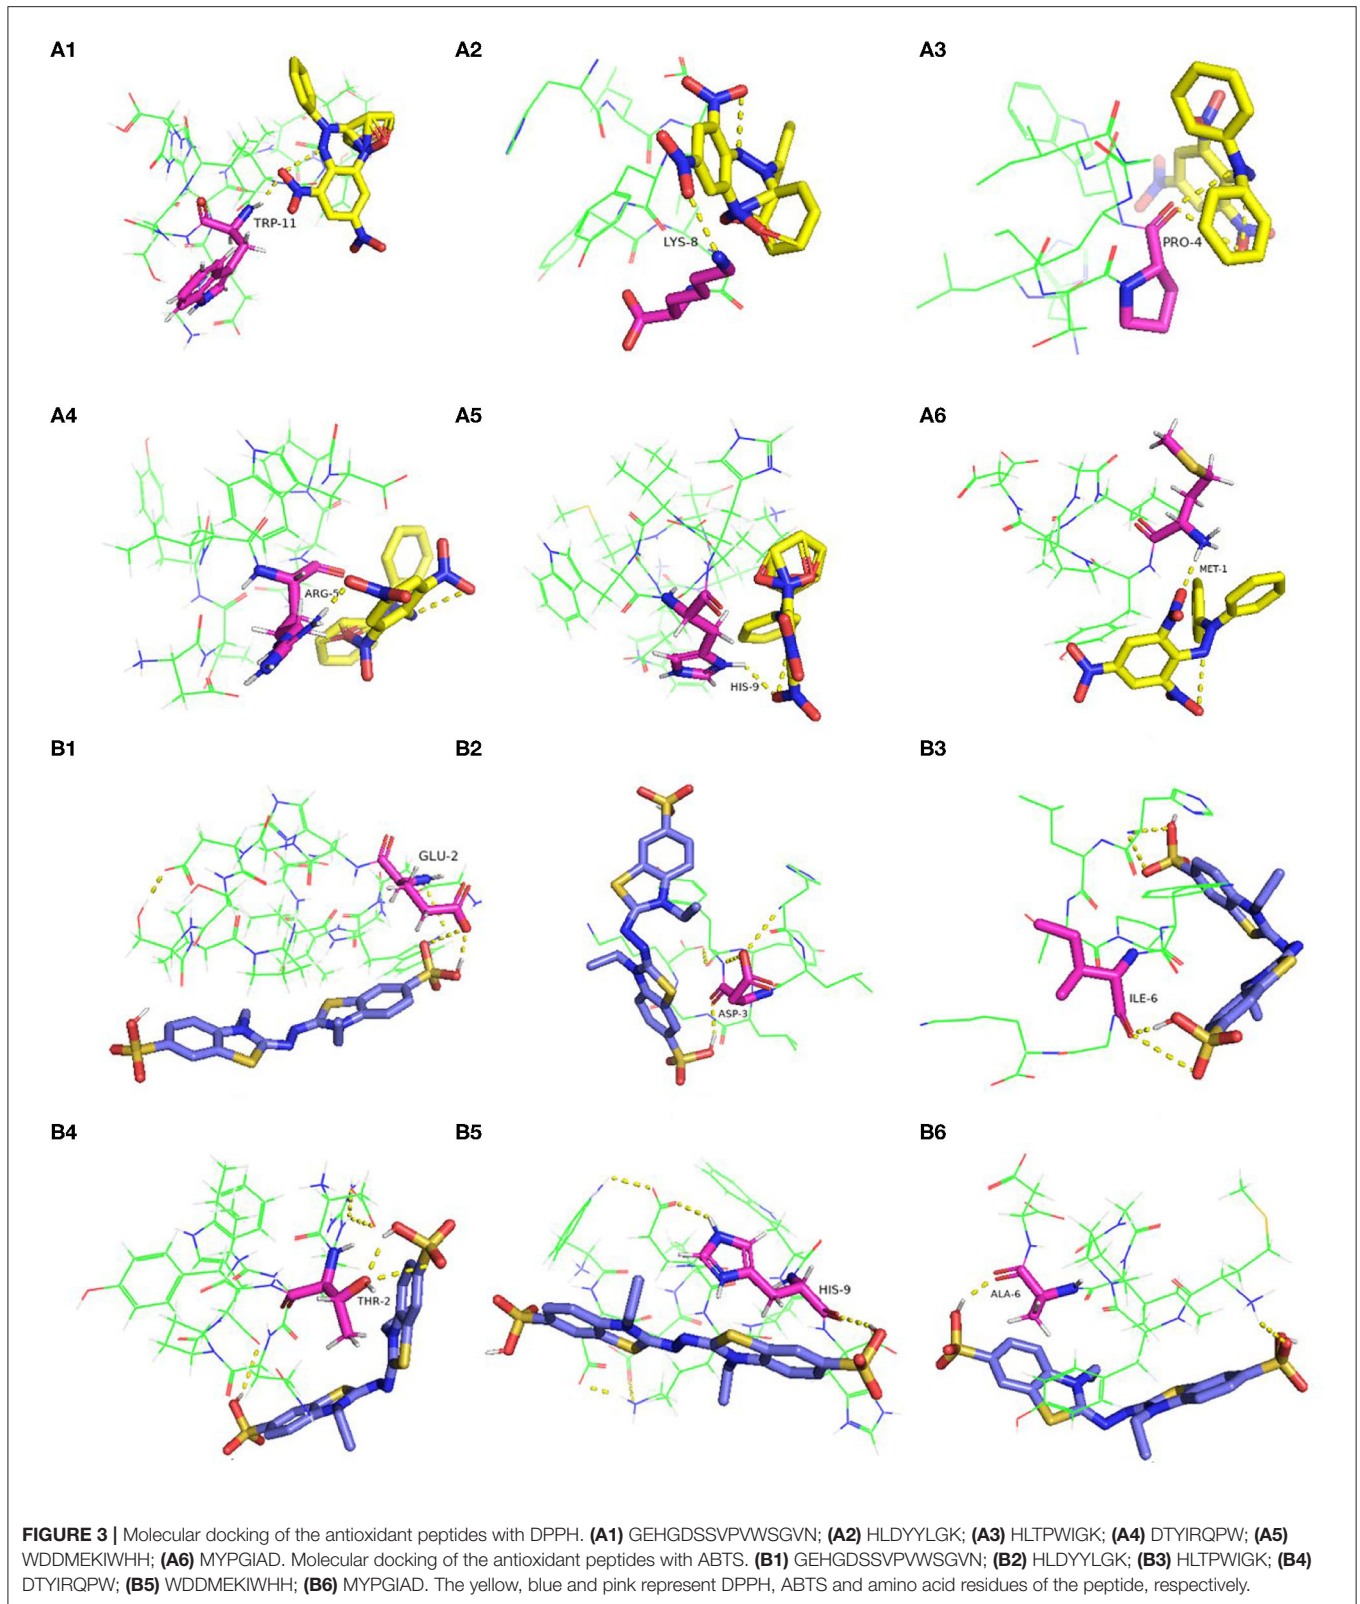 A1
A2
A3
TRP-11
LYS-8
PRO-4
A4
A5
A6
ARG-5
HIS-9
MET-1
B1
B2
B3
GLU-2
ASP-3
ILE-6
B4
B5
B6
THR-2
HIS-9
ALA-6
FIGURE 3 | Molecular docking of the antioxidant peptides with DPPH. (A1) GEHGDSSVPVWSGVN; (A2) HLDYYLGK; (A3) HLTPWIGK; (A4) DTYIRQPW; (A5)
WDDMEKIWHH; (A6) MYPGIAD. Molecular docking of the antioxidant peptides with ABTS. (B1) GEHGDSSVPVWSGVN; (B2) HLDYYLGK; (B3) HLTPWIGK; (B4)
DTYIRQPW; (B5) WDDMEKIWHH; (B6) MYPGIAD. The yellow, blue and pink represent DPPH, ABTS and amino acid residues of the peptide, respectively.